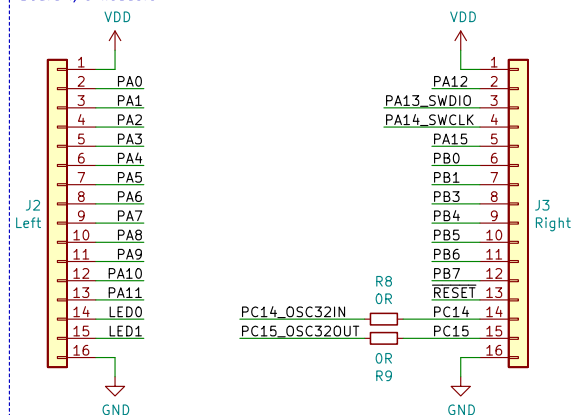 VDD
1
2 PA0
3 PA1
4 PA2
5 PA3
6 PA4
7 PA5
8 PA6
9 PA7
10 PA8
11 PA9
12 PA10
13 PA11
14 LED0
15 LED1
16
J2
Left
GND
VDD
1
PA12 2
PA13_SWDIO 3
PA14_SWCLK 4
PA15 5
PB0 6
PB1 7
PB3 8
PB4 9
PB5 10
PB6 11
PB7 12
RESET 13
R8
0R
PC14_OSC32IN PC14 14
PC15_OSC32OUT PC15 15
0R
R9
16
J3
Right
GND